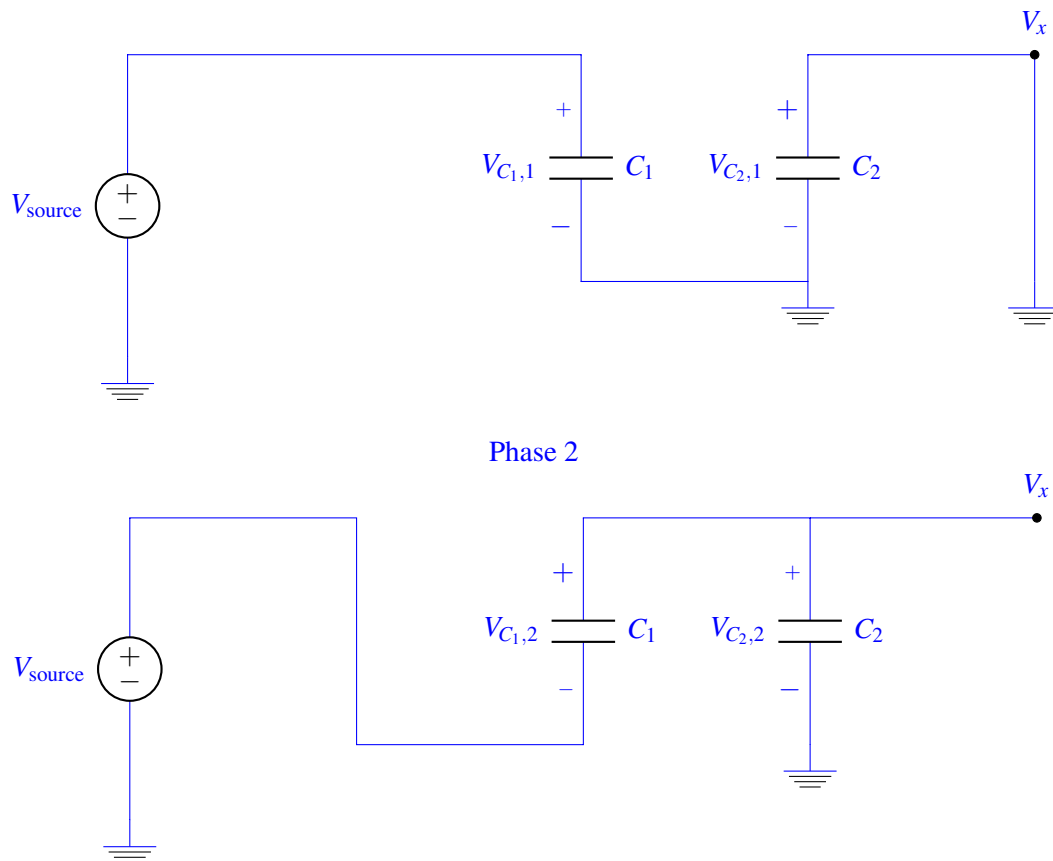 V_x
+ +
V_{C_1,1} C_1 V_{C_2,1} C_2
V_source + −
− −
Phase 2
V_x
+ +
V_{C_1,2} C_1 V_{C_2,2} C_2
V_source + −
− −